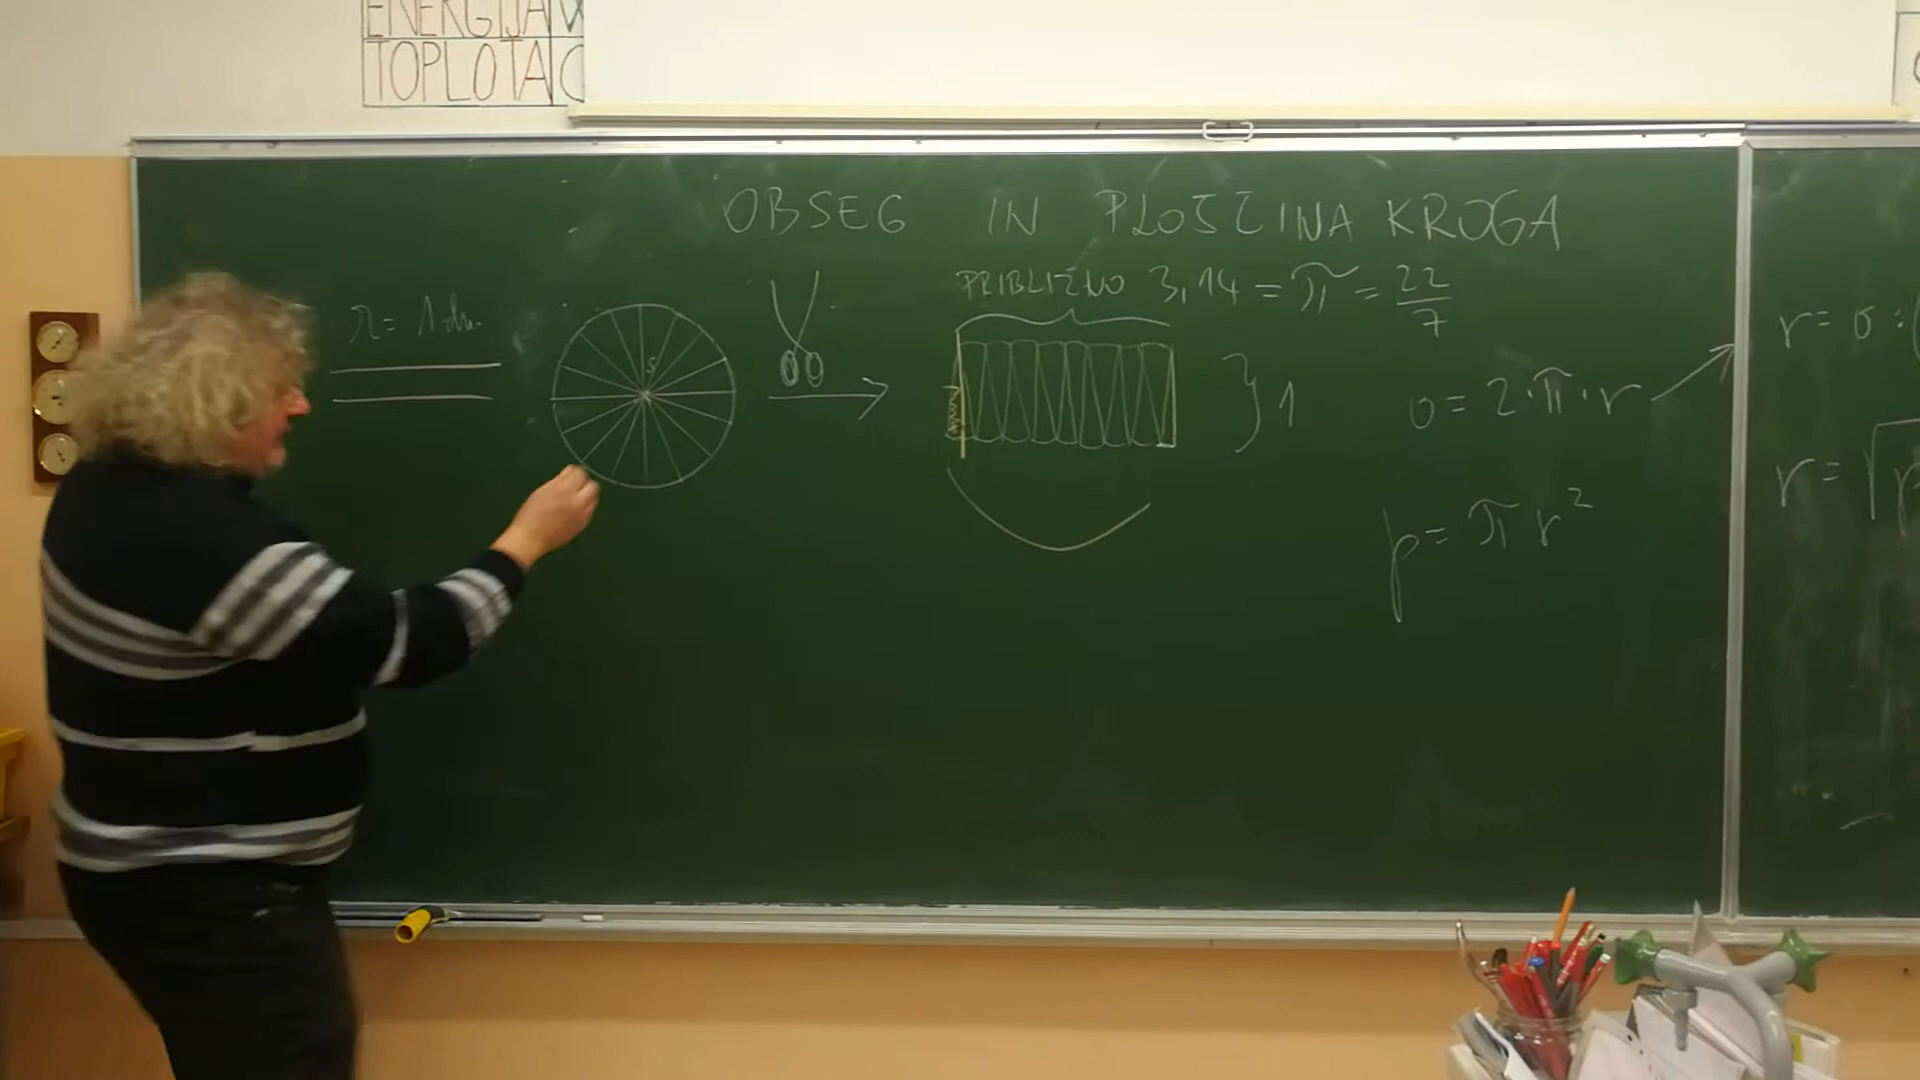 ENERGIJA
TOPLOTA
OBSEG IN PLOŠČINA KROGA
PRIBLIŽNO 3,14 = π = 22/7
r = 1 dm
S
} 1
o = 2·π·r
p = π r²
r = o : (
r = √p